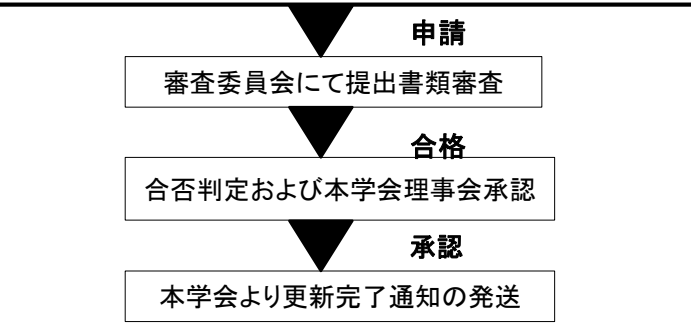 申請
審査委員会にて提出書類審査
合格
合否判定および本学会理事会承認
承認
本学会より更新完了通知の発送